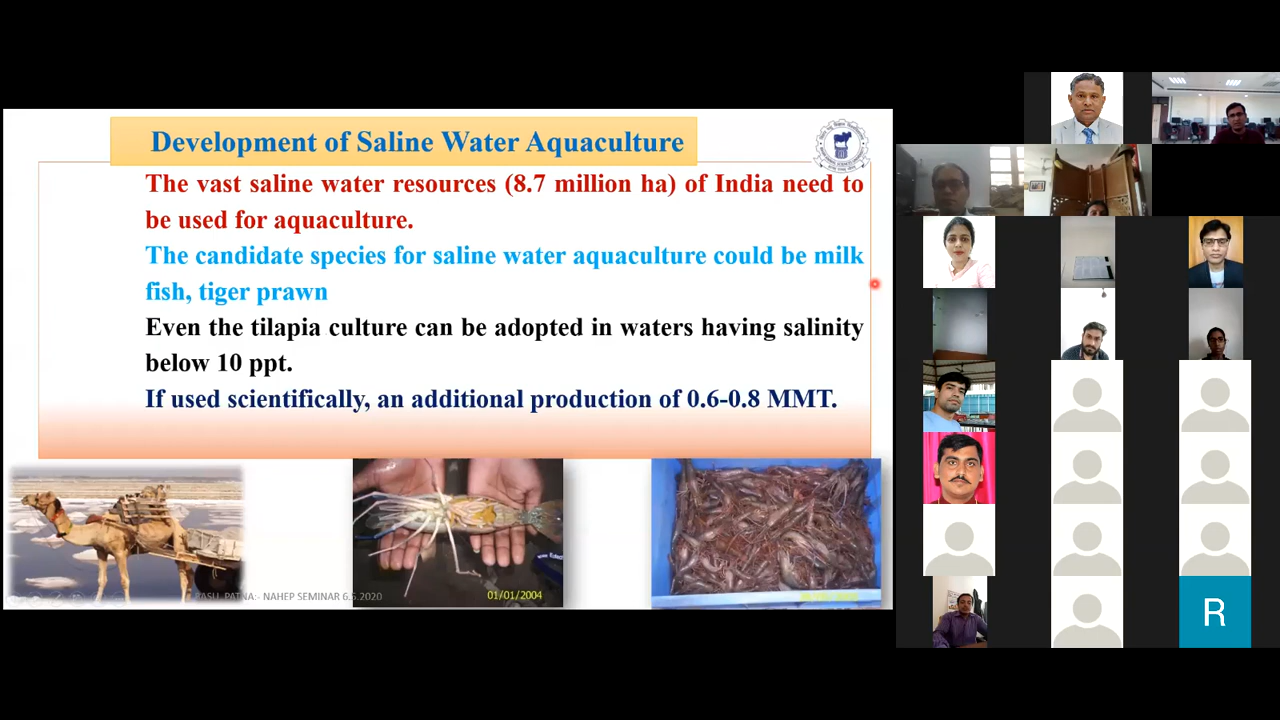 Development of Saline Water Aquaculture
The vast saline water resources (8.7 million ha) of India need to
be used for aquaculture.
The candidate species for saline water aquaculture could be milk
fish, tiger prawn
Even the tilapia culture can be adopted in waters having salinity
below 10 ppt.
If used scientifically, an additional production of 0.6-0.8 MMT.
01/01/2004
BASU, PATNA:- NAHEP SEMINAR 6.5.2020
R